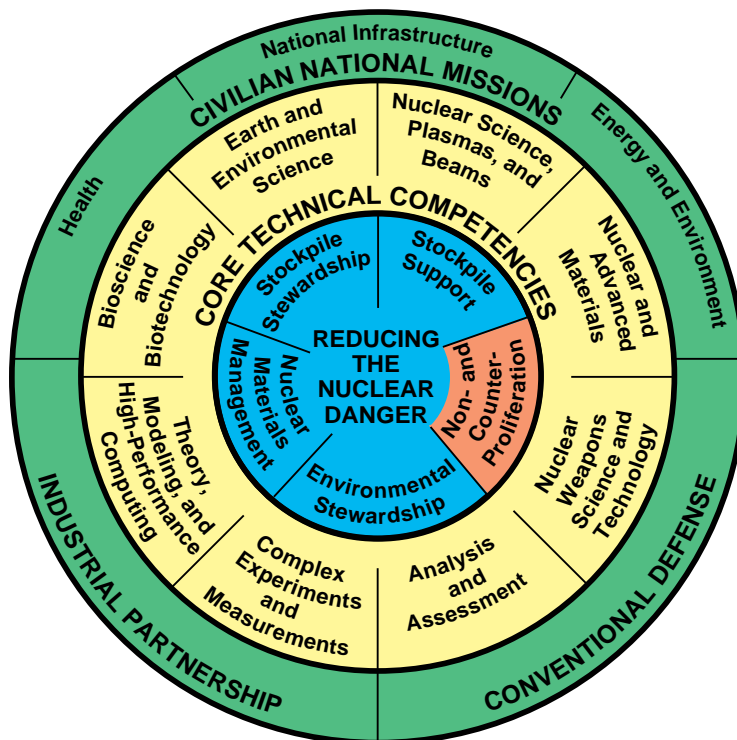 National Infrastructure
CIVILIAN NATIONAL MISSIONS
Health
Energy and Environment
Earth and
Environmental
Science
Nuclear Science,
Plasmas, and
Beams
Bioscience
and
Biotechnology
CORE TECHNICAL COMPETENCIES
Nuclear and
Advanced
Materials
Stockpile
Stewardship
Stockpile
Support
REDUCING
THE
NUCLEAR
DANGER
Nuclear
Materials
Management
Non- and
Counter-
Proliferation
Environmental
Stewardship
Theory,
Modeling, and
High-Performance
Computing
Nuclear
Weapons
Science and
Technology
Complex
Experiments
and
Measurements
Analysis
and
Assessment
INDUSTRIAL PARTNERSHIP
CONVENTIONAL DEFENSE